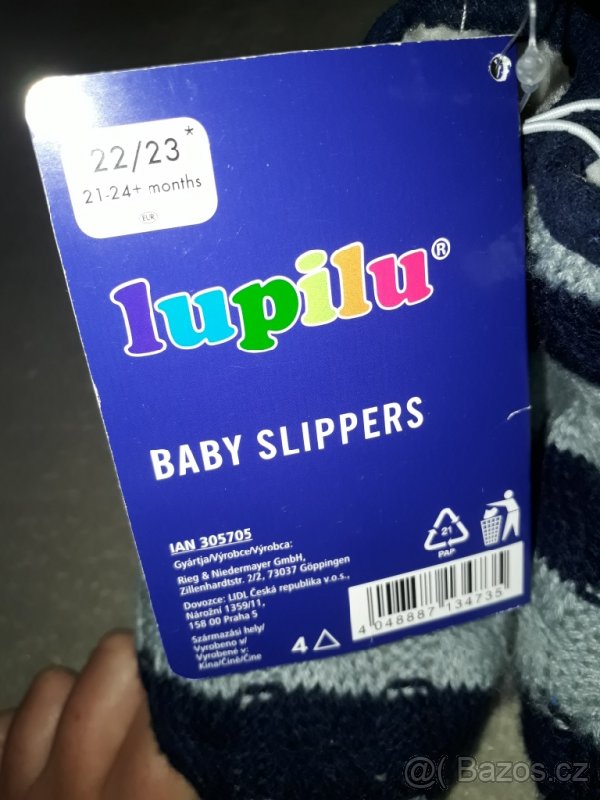 22/23*
21-24+ months
EUR
lupilu®
BABY SLIPPERS
IAN 305705
Gyártja/Výrobce/Výrobca:
Rieg & Niedermayer GmbH,
Zillenhardtstr. 2/2, 73037 Göppingen
Dovozce: LIDL Česká republika v.o.s.,
Nárožní 1359/11,
158 00 Praha 5
Származási hely/
Vyrobeno v/
Vyrobené v:
Kína/Číně/Číne
4
21
PAP
4 048887 134735
@( Bazos.cz